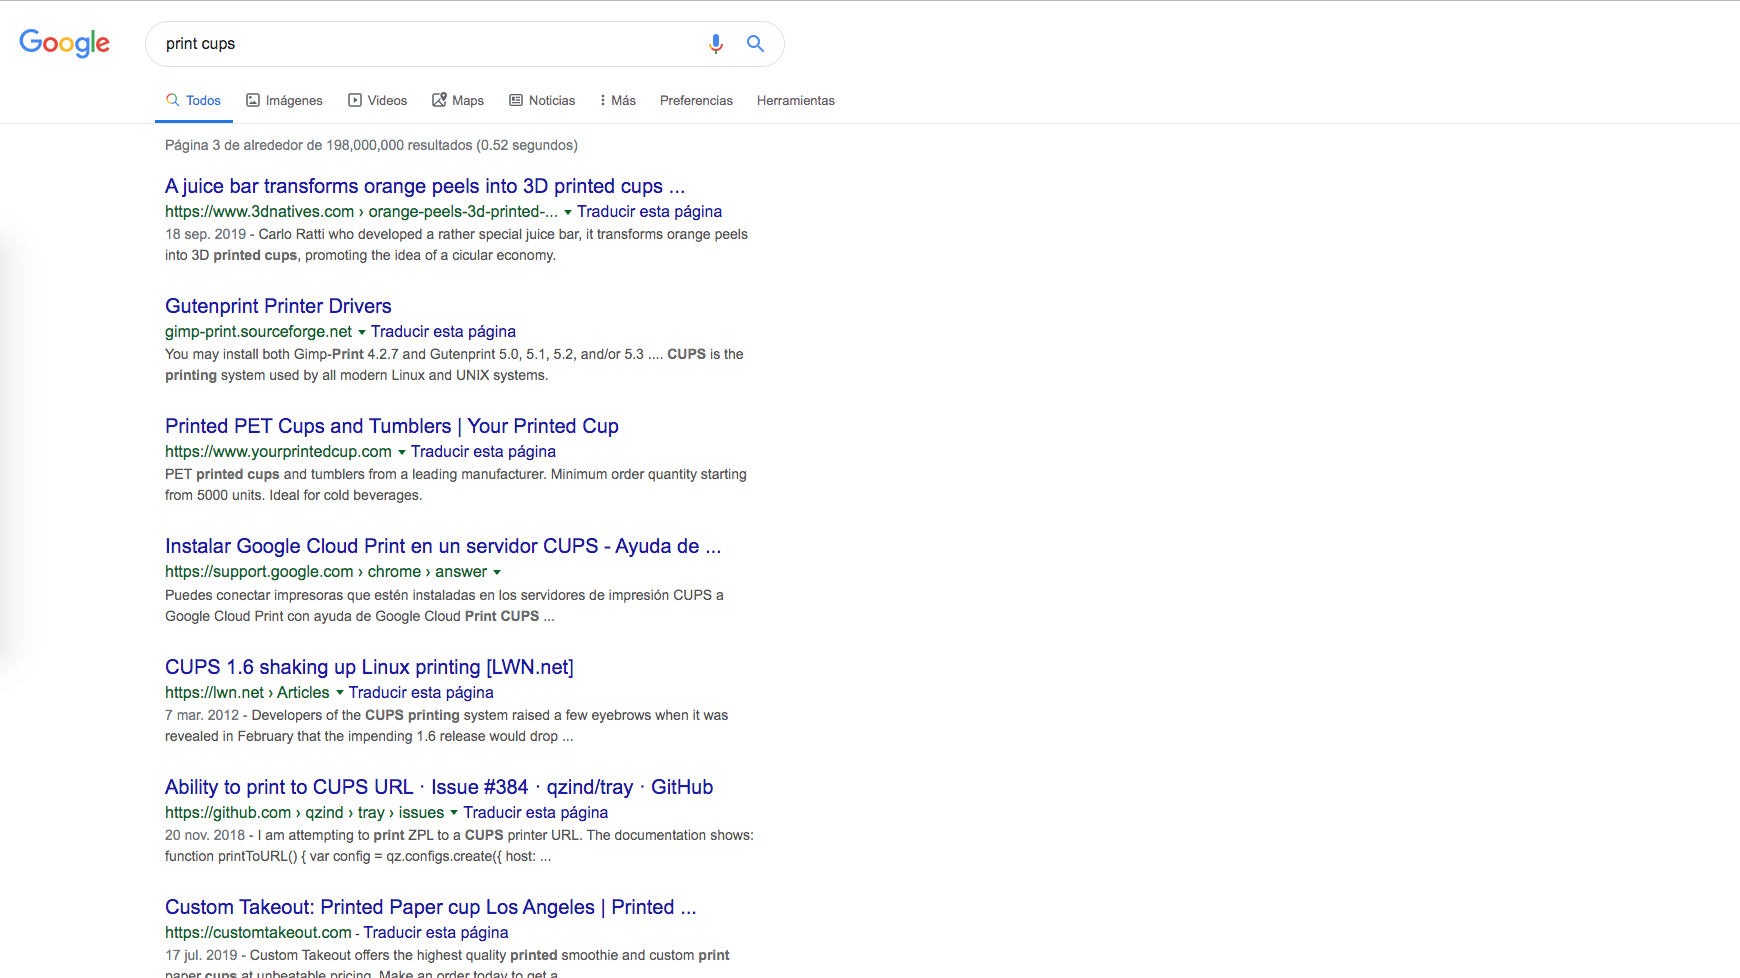 Google
print cups
Todos Imágenes Videos Maps Noticias Más Preferencias Herramientas
Página 3 de alrededor de 198,000,000 resultados (0.52 segundos)
A juice bar transforms orange peels into 3D printed cups ...
https://www.3dnatives.com › orange-peels-3d-printed-... Traducir esta página
18 sep. 2019 - Carlo Ratti who developed a rather special juice bar, it transforms orange peels
into 3D printed cups, promoting the idea of a cicular economy.
Gutenprint Printer Drivers
gimp-print.sourceforge.net Traducir esta página
You may install both Gimp-Print 4.2.7 and Gutenprint 5.0, 5.1, 5.2, and/or 5.3 .... CUPS is the
printing system used by all modern Linux and UNIX systems.
Printed PET Cups and Tumblers | Your Printed Cup
https://www.yourprintedcup.com Traducir esta página
PET printed cups and tumblers from a leading manufacturer. Minimum order quantity starting
from 5000 units. Ideal for cold beverages.
Instalar Google Cloud Print en un servidor CUPS - Ayuda de ...
https://support.google.com › chrome › answer
Puedes conectar impresoras que estén instaladas en los servidores de impresión CUPS a
Google Cloud Print con ayuda de Google Cloud Print CUPS ...
CUPS 1.6 shaking up Linux printing [LWN.net]
https://lwn.net › Articles Traducir esta página
7 mar. 2012 - Developers of the CUPS printing system raised a few eyebrows when it was
revealed in February that the impending 1.6 release would drop ...
Ability to print to CUPS URL · Issue #384 · qzind/tray · GitHub
https://github.com › qzind › tray › issues Traducir esta página
20 nov. 2018 - I am attempting to print ZPL to a CUPS printer URL. The documentation shows:
function printToURL() { var config = qz.configs.create({ host: ...
Custom Takeout: Printed Paper cup Los Angeles | Printed ...
https://customtakeout.com - Traducir esta página
17 jul. 2019 - Custom Takeout offers the highest quality printed smoothie and custom print
paper cups at unbeatable pricing. Make an order today to get a